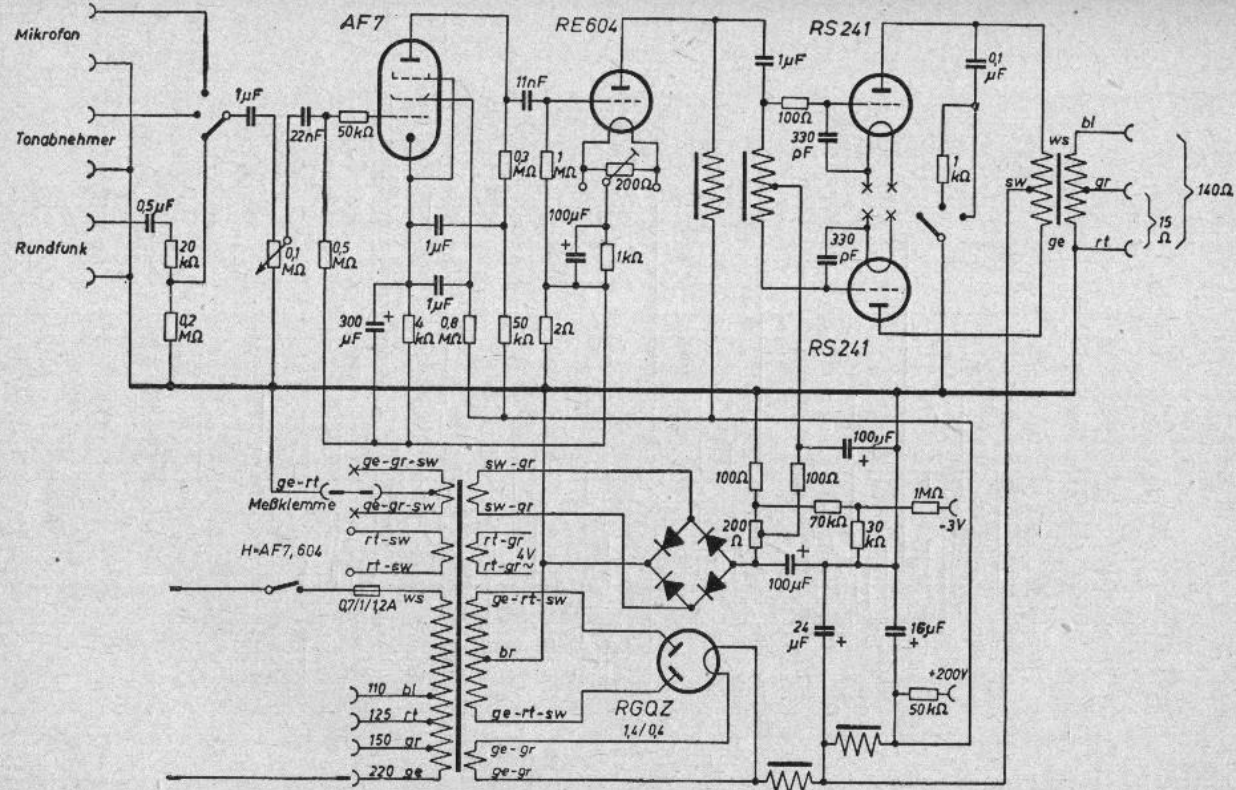 AF7
RE604
RS241
Mikrofon
Tonabnehmer
Rundfunk
1µF
22nF
50kΩ
11nF
0,5µF
20
kΩ
0,2
MΩ
0,1
MΩ
0,5
MΩ
0,3
MΩ
1
MΩ
200Ω
100µF
+
1kΩ
1µF
1µF
300
µF
+
4
kΩ
0,8
MΩ
50
kΩ
2Ω
1µF
100Ω
330
pF
330
pF
1
kΩ
0,1
µF
RS241
ws
sw
ge
bl
gr
rt
15
Ω
140Ω
ge-rt
Meßklemme
ge-gr-sw
ge-gr-sw
sw-gr
sw-gr
H=AF7,604
rt-sw
rt-sw
rt-gr
4V
rt-gr~
0,7/1/1,2A
ws
ge-rt-sw
br
ge-rt-sw
110 bl
125 rt
150 gr
220 ge
ge-gr
ge-gr
RGQZ
1,4/0,4
100Ω
100Ω
100µF
+
200
Ω
70kΩ
30
kΩ
1MΩ
-3V
100µF
+
24
µF
+
16µF
+
+200V
50kΩ